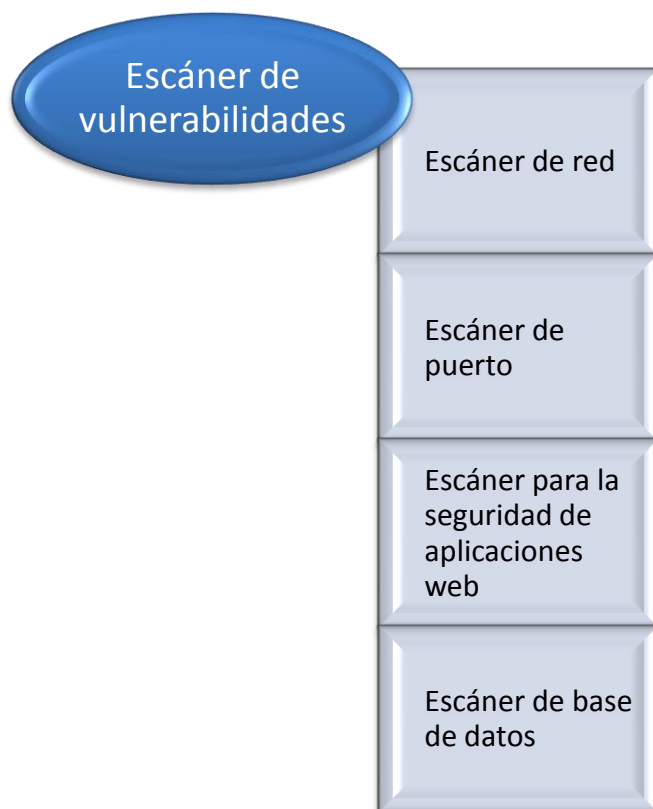 Escáner de
vulnerabilidades
Escáner de red
Escáner de
puerto
Escáner para la
seguridad de
aplicaciones
web
Escáner de base
de datos